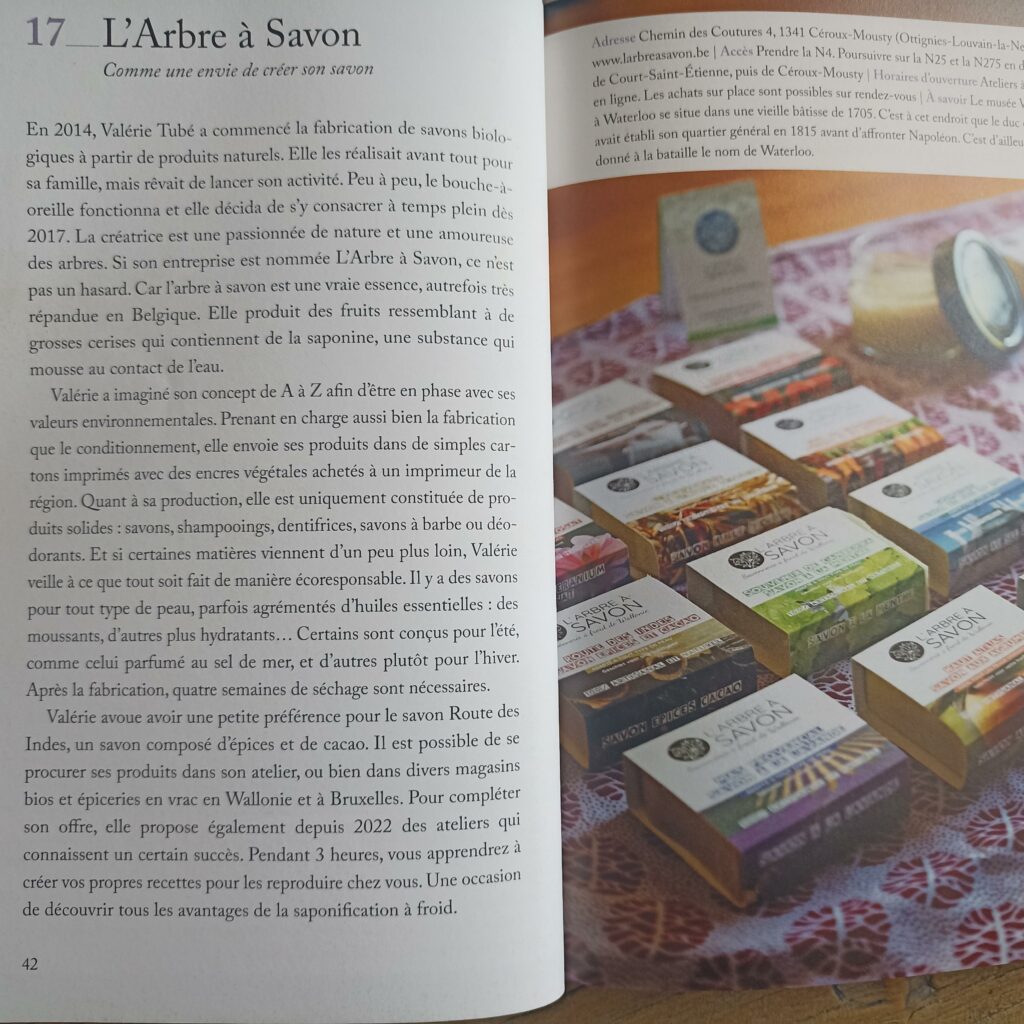 17 L'Arbre à Savon
Comme une envie de créer son savon
En 2014, Valérie Tubé a commencé la fabrication de savons biolo-
giques à partir de produits naturels. Elle les réalisait avant tout pour
sa famille, mais rêvait de lancer son activité. Peu à peu, le bouche-à-
oreille fonctionna et elle décida de s'y consacrer à temps plein dès
2017. La créatrice est une passionnée de nature et une amoureuse
des arbres. Si son entreprise est nommée L'Arbre à Savon, ce n'est
pas un hasard. Car l'arbre à savon est une vraie essence, autrefois très
répandue en Belgique. Elle produit des fruits ressemblant à de
grosses cerises qui contiennent de la saponine, une substance qui
mousse au contact de l'eau.
Valérie a imaginé son concept de A à Z afin d'être en phase avec ses
valeurs environnementales. Prenant en charge aussi bien la fabrication
que le conditionnement, elle envoie ses produits dans de simples car-
tons imprimés avec des encres végétales achetés à un imprimeur de la
région. Quant à sa production, elle est uniquement constituée de pro-
duits solides : savons, shampooings, dentifrices, savons à barbe ou déo-
dorants. Et si certaines matières viennent d'un peu plus loin, Valérie
veille à ce que tout soit fait de manière écoresponsable. Il y a des savons
pour tout type de peau, parfois agrémentés d'huiles essentielles : des
moussants, d'autres plus hydratants… Certains sont conçus pour l'été,
comme celui parfumé au sel de mer, et d'autres plutôt pour l'hiver.
Après la fabrication, quatre semaines de séchage sont nécessaires.
Valérie avoue avoir une petite préférence pour le savon Route des
Indes, un savon composé d'épices et de cacao. Il est possible de se
procurer ses produits dans son atelier, ou bien dans divers magasins
bios et épiceries en vrac en Wallonie et à Bruxelles. Pour compléter
son offre, elle propose également depuis 2022 des ateliers qui
connaissent un certain succès. Pendant 3 heures, vous apprendrez à
créer vos propres recettes pour les reproduire chez vous. Une occasion
de découvrir tous les avantages de la saponification à froid.
42
Adresse Chemin des Coutures 4, 1341 Céroux-Mousty (Ottignies-Louvain-la-Ne
www.larbreasavon.be | Accès Prendre la N4. Poursuivre sur la N25 et la N275 en d
de Court-Saint-Étienne, puis de Céroux-Mousty | Horaires d'ouverture Ateliers à
en ligne. Les achats sur place sont possibles sur rendez-vous | À savoir Le musée W
à Waterloo se situe dans une vieille bâtisse de 1705. C'est à cet endroit que le duc
avait établi son quartier général en 1815 avant d'affronter Napoléon. C'est d'ailleu
donné à la bataille le nom de Waterloo.
GERANIUM
L'ARBRE À
SAVON
L'ARBRE À
SAVON
Savonnerie à froid de Wallonie
ROUTE DES INDES
SAVON EPICES ET CACAO
100% ARTISANAL ET NATUREL
SAVON EPICES CACAO
L'ARBRE À
SAVON
L'ARBRE À
SAVON